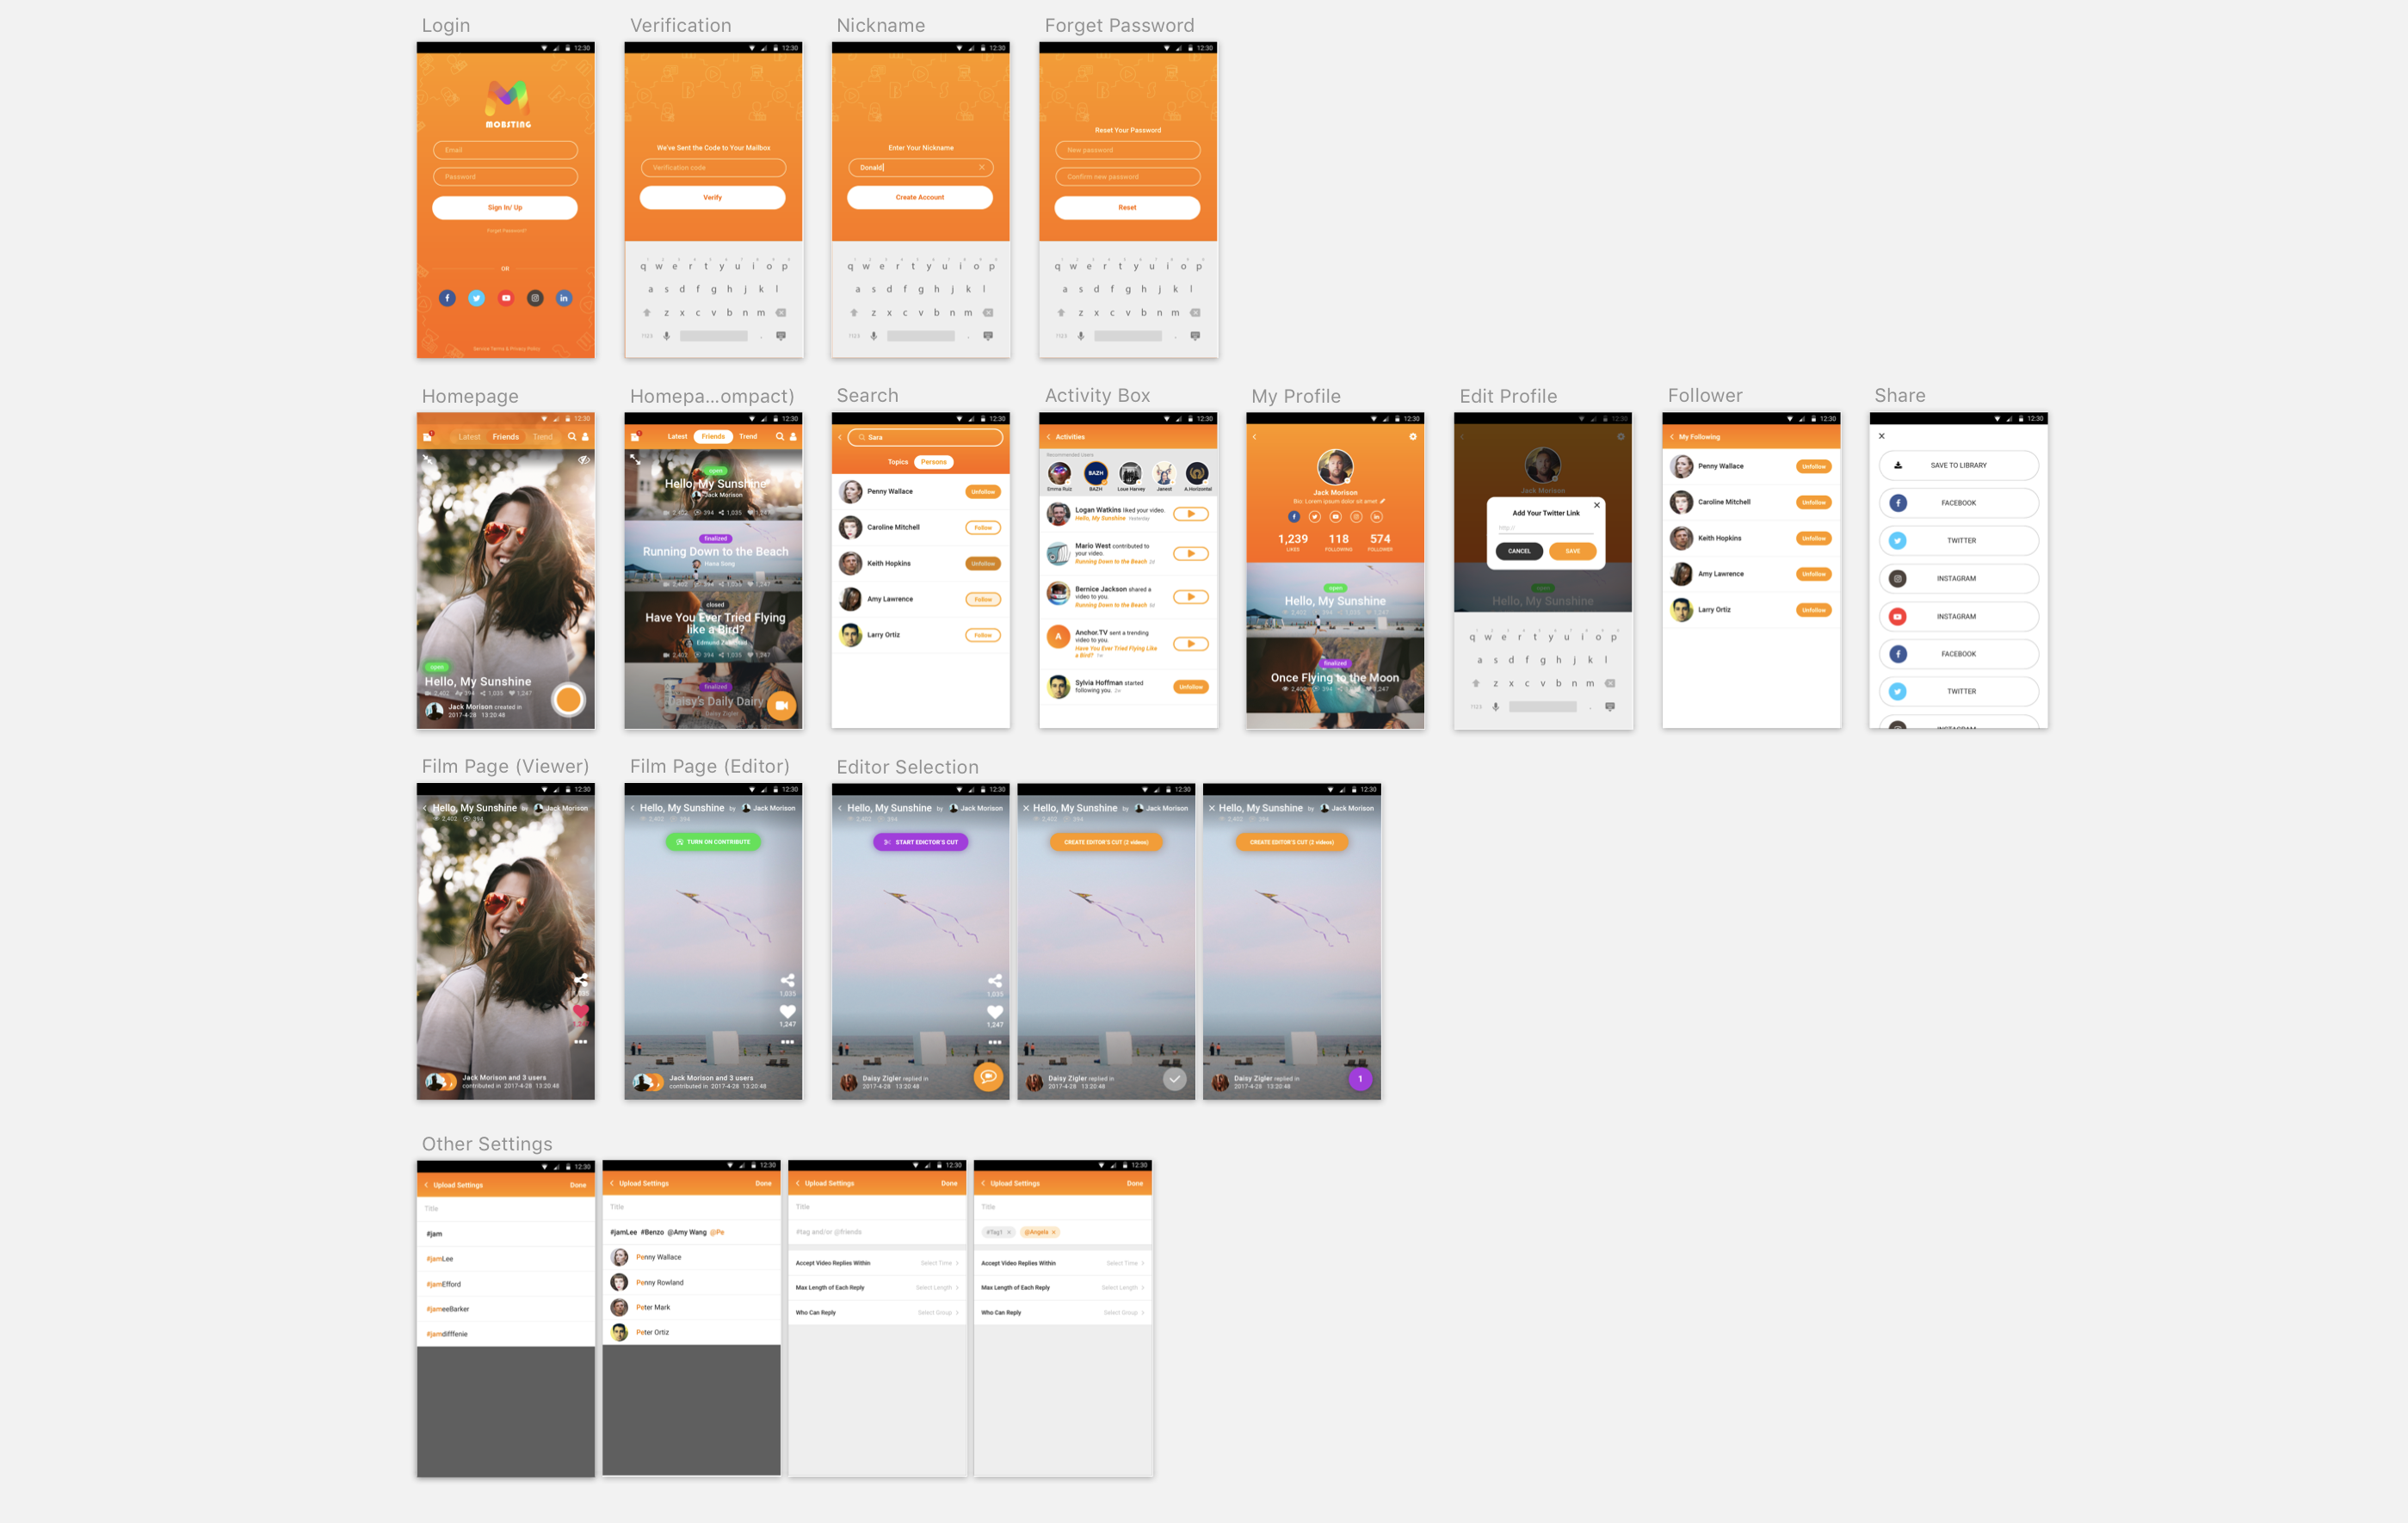 Login
Verification
Nickname
Forget Password
12:30
MOBSTING
Email
Password
Sign In/ Up
Forget Password?
OR
Service Terms & Privacy Policy
12:30
We've Sent the Code to Your Mailbox
Verification code
Verify
q w e r t y u i o p
a s d f g h j k l
z x c v b n m
?123 .
12:30
Enter Your Nickname
Donald
Create Account
q w e r t y u i o p
a s d f g h j k l
z x c v b n m
?123 .
12:30
Reset Your Password
New password
Confirm new password
Reset
q w e r t y u i o p
a s d f g h j k l
z x c v b n m
?123 .
Homepage
Homepa...ompact)
Search
Activity Box
My Profile
Edit Profile
Follower
Share
12:30
Latest Friends Trend
open
Hello, My Sunshine
2,402 394 1,035 1,247
Jack Morison created in
2017-4-28 13:20:48
12:30
Latest Friends Trend
open
Hello, My Sunshine
Jack Morison
2,402 394 1,035 1,247
finalized
Running Down to the Beach
Hana Song
2,402 394 1,035 1,247
closed
Have You Ever Tried Flying
like a Bird?
2,402 394 1,035 1,247
finalized
Daisy's Daily Dairy
Daisy Zigler
12:30
Sara
Topics Persons
Penny Wallace Unfollow
Caroline Mitchell Follow
Keith Hopkins Unfollow
Amy Lawrence Follow
Larry Ortiz Follow
12:30
Activities
Recommended Users
BAZH
Emma Ruiz BAZH Loue Harvey Janest A.Horizontal
Logan Watkins liked your video.
Hello, My Sunshine Yesterday
Mario West contributed to
your video.
Running Down to the Beach 2d
Bernice Jackson shared a
video to you.
Running Down to the Beach 5d
A
Anchor.TV sent a trending
video to you.
Have You Ever Tried Flying Like
a Bird? 1w
Sylvia Hoffman started
following you. 2w
Unfollow
12:30
Jack Morison
Bio: Lorem ipsum dolor sit amet
1,239 118 574
LIKES FOLLOWING FOLLOWER
open
Hello, My Sunshine
2,402 394 1,035 1,247
finalized
Once Flying to the Moon
2,402 394 1,035 1,247
12:30
Jack Morison
Add Your Twitter Link
http://
CANCEL SAVE
open
Hello, My Sunshine
q w e r t y u i o p
a s d f g h j k l
z x c v b n m
?123 .
12:30
My Following
Penny Wallace Unfollow
Caroline Mitchell Unfollow
Keith Hopkins Unfollow
Amy Lawrence Unfollow
Larry Ortiz Unfollow
12:30
SAVE TO LIBRARY
FACEBOOK
TWITTER
INSTAGRAM
INSTAGRAM
FACEBOOK
TWITTER
INSTAGRAM
Film Page (Viewer)
Film Page (Editor)
Editor Selection
12:30
Hello, My Sunshine by Jack Morison
2,402 394
Jack Morison and 3 users
contributed in 2017-4-28 13:20:48
12:30
Hello, My Sunshine by Jack Morison
2,402 394
TURN ON CONTRIBUTE
1,035
1,247
Jack Morison and 3 users
contributed in 2017-4-28 13:20:48
12:30
Hello, My Sunshine by Jack Morison
2,402 394
START EDICTOR'S CUT
1,035
1,247
Daisy Zigler replied in
2017-4-28 13:20:48
12:30
Hello, My Sunshine by Jack Morison
2,402 394
CREATE EDITOR'S CUT (2 videos)
Daisy Zigler replied in
2017-4-28 13:20:48
12:30
Hello, My Sunshine by Jack Morison
2,402 394
CREATE EDITOR'S CUT (2 videos)
Daisy Zigler replied in
2017-4-28 13:20:48
1
Other Settings
12:30
Upload Settings Done
Title
#jam
#jamLee
#jamEfford
#jameeBarker
#jamdifffenie
12:30
Upload Settings Done
Title
#jamLee #Benzo @Amy Wang @Pe
Penny Wallace
Penny Rowland
Peter Mark
Peter Ortiz
12:30
Upload Settings Done
Title
#tag and/or @friends
Accept Video Replies Within Select Time
Max Length of Each Reply Select Length
Who Can Reply Select Group
12:30
Upload Settings Done
Title
#Tag1 @Angela
Accept Video Replies Within Select Time
Max Length of Each Reply Select Length
Who Can Reply Select Group